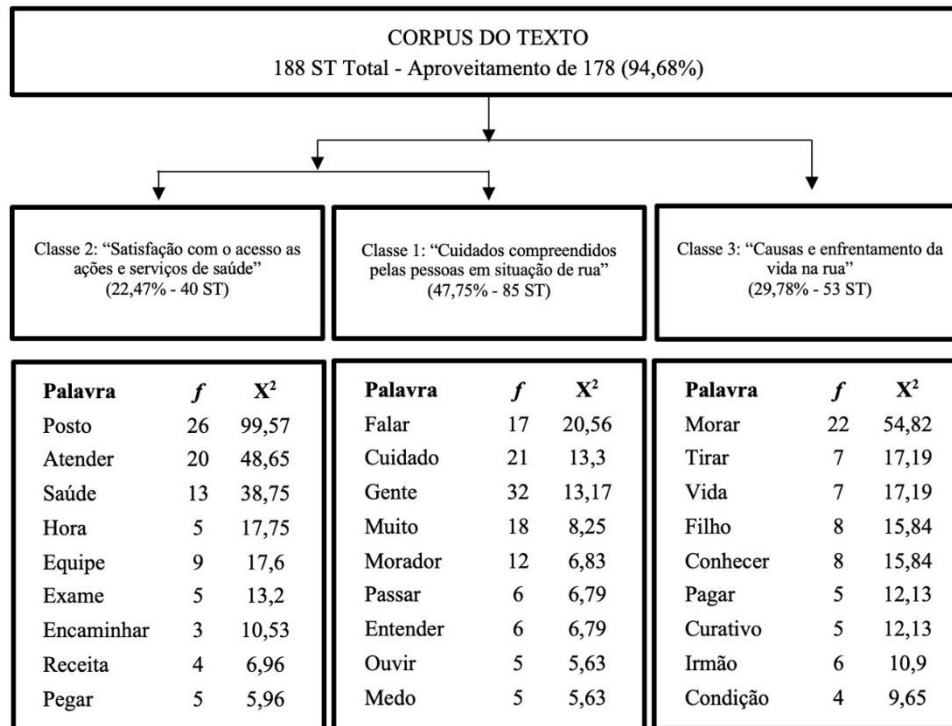 CORPUS DO TEXTO
188 ST Total - Aproveitamento de 178 (94,68%)
Classe 2: “Satisfação com o acesso as
ações e serviços de saúde”
(22,47% - 40 ST)
Classe 1: “Cuidados compreendidos
pelas pessoas em situação de rua”
(47,75% - 85 ST)
Classe 3: “Causas e enfrentamento da
vida na rua”
(29,78% - 53 ST)
Palavra f X²
Posto 26 99,57
Atender 20 48,65
Saúde 13 38,75
Hora 5 17,75
Equipe 9 17,6
Exame 5 13,2
Encaminhar 3 10,53
Receita 4 6,96
Pegar 5 5,96
Palavra f X²
Falar 17 20,56
Cuidado 21 13,3
Gente 32 13,17
Muito 18 8,25
Morador 12 6,83
Passar 6 6,79
Entender 6 6,79
Ouvir 5 5,63
Medo 5 5,63
Palavra f X²
Morar 22 54,82
Tirar 7 17,19
Vida 7 17,19
Filho 8 15,84
Conhecer 8 15,84
Pagar 5 12,13
Curativo 5 12,13
Irmão 6 10,9
Condição 4 9,65